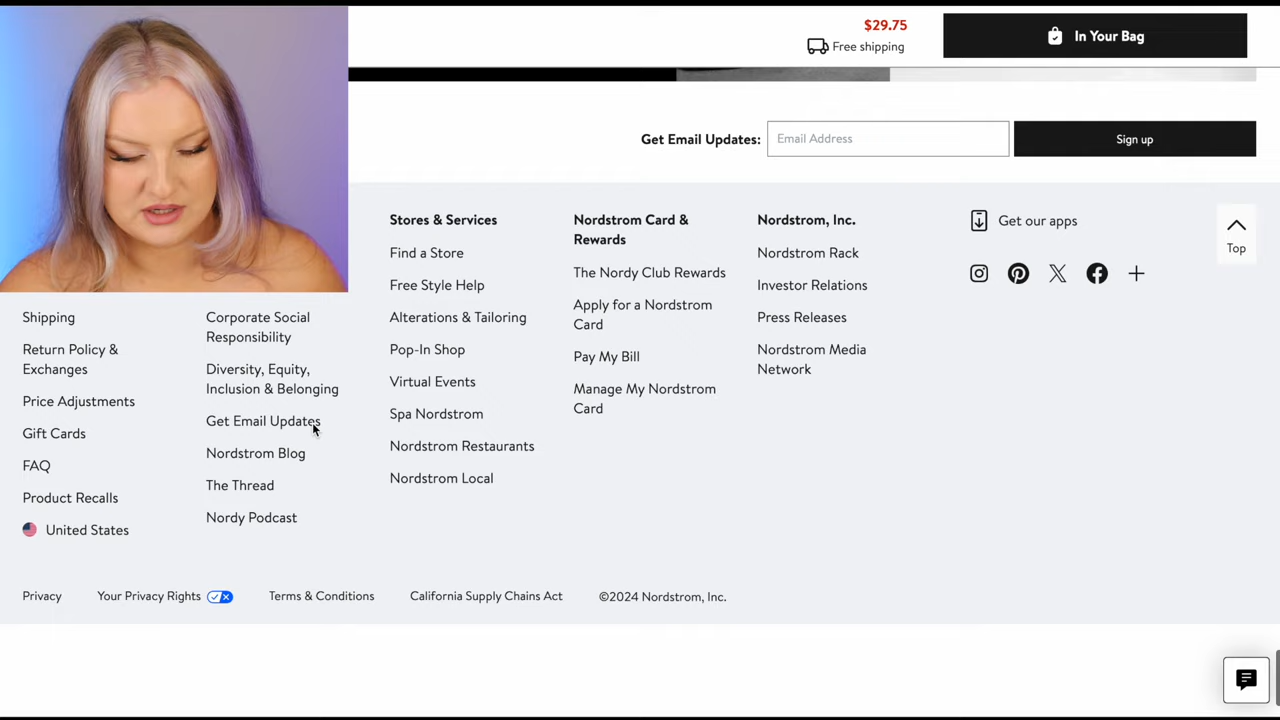 $29.75
Free shipping
In Your Bag
Get Email Updates:
Email Address
Sign up
Shipping
Return Policy &
Exchanges
Price Adjustments
Gift Cards
FAQ
Product Recalls
United States
Corporate Social
Responsibility
Diversity, Equity,
Inclusion & Belonging
Get Email Updates
Nordstrom Blog
The Thread
Nordy Podcast
Stores & Services
Find a Store
Free Style Help
Alterations & Tailoring
Pop-In Shop
Virtual Events
Spa Nordstrom
Nordstrom Restaurants
Nordstrom Local
Nordstrom Card &
Rewards
The Nordy Club Rewards
Apply for a Nordstrom
Card
Pay My Bill
Manage My Nordstrom
Card
Nordstrom, Inc.
Nordstrom Rack
Investor Relations
Press Releases
Nordstrom Media
Network
Get our apps
Top
Privacy
Your Privacy Rights
Terms & Conditions
California Supply Chains Act
©2024 Nordstrom, Inc.